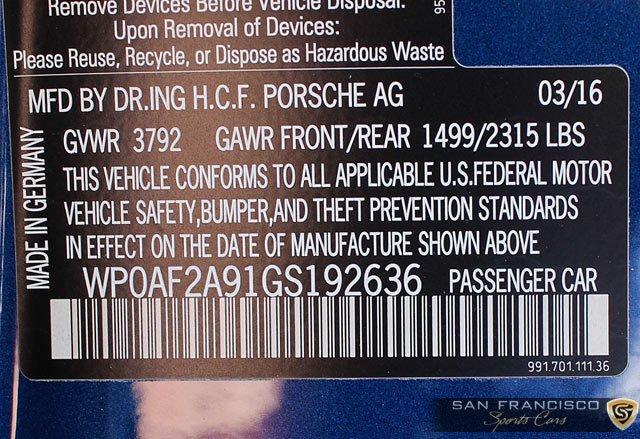 Remove Devices Before Vehicle Disposal:
Upon Removal of Devices:
Please Reuse, Recycle, or Dispose as Hazardous Waste
95
MFD BY DR.ING H.C.F. PORSCHE AG 03/16
GVWR 3792 GAWR FRONT/REAR 1499/2315 LBS
THIS VEHICLE CONFORMS TO ALL APPLICABLE U.S.FEDERAL MOTOR
VEHICLE SAFETY,BUMPER,AND THEFT PREVENTION STANDARDS
IN EFFECT ON THE DATE OF MANUFACTURE SHOWN ABOVE
MADE IN GERMANY
WP0AF2A91GS192636 PASSENGER CAR
991.701.111.36
SAN FRANCISCO
Sports Cars